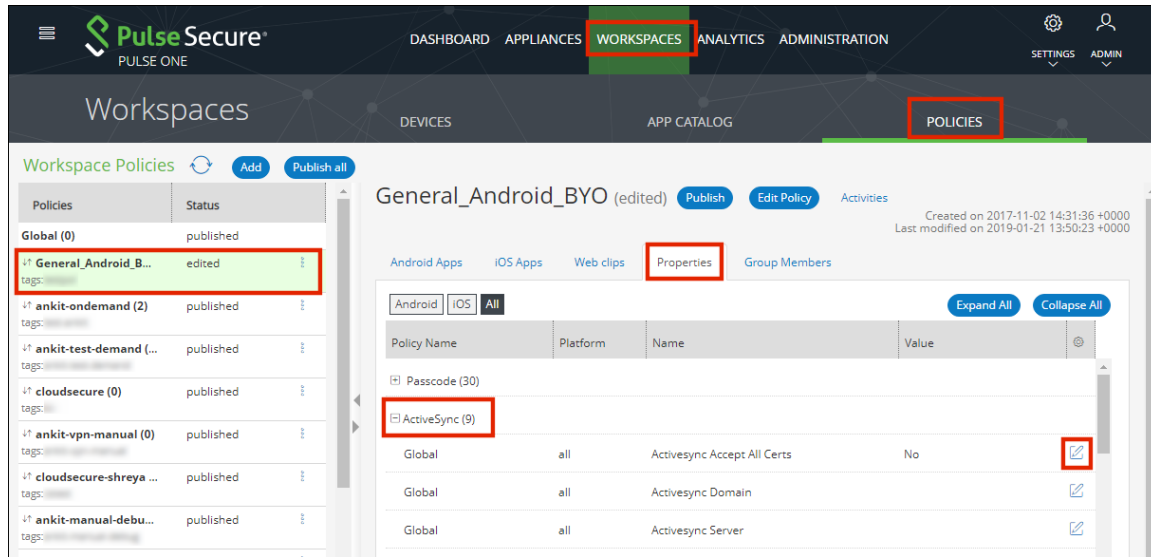 Pulse Secure®
PULSE ONE
DASHBOARD APPLIANCES WORKSPACES ANALYTICS ADMINISTRATION
SETTINGS ADMIN
Workspaces
DEVICES APP CATALOG POLICIES
Workspace Policies Add Publish all
Policies Status
Global (0) published
General_Android_B... edited
tags:
ankit-ondemand (2) published
tags:
ankit-test-demand (... published
tags:
cloudsecure (0) published
tags:
ankit-vpn-manual (0) published
tags:
cloudsecure-shreya ... published
tags:
ankit-manual-debu... published
tags:
General_Android_BYO (edited) Publish Edit Policy Activities
Created on 2017-11-02 14:31:36 +0000
Last modified on 2019-01-21 13:50:23 +0000
Android Apps iOS Apps Web clips Properties Group Members
Android iOS All Expand All Collapse All
Policy Name Platform Name Value
Passcode (30)
ActiveSync (9)
Global all Activesync Accept All Certs No
Global all Activesync Domain
Global all Activesync Server